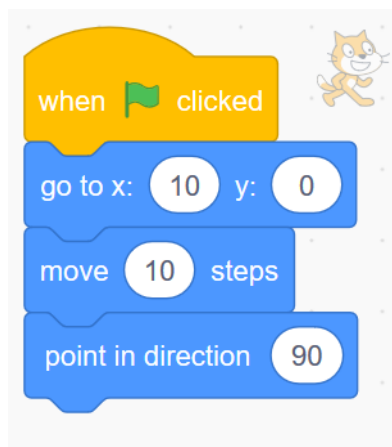 when clicked
go to x: 10 y: 0
move 10 steps
point in direction 90